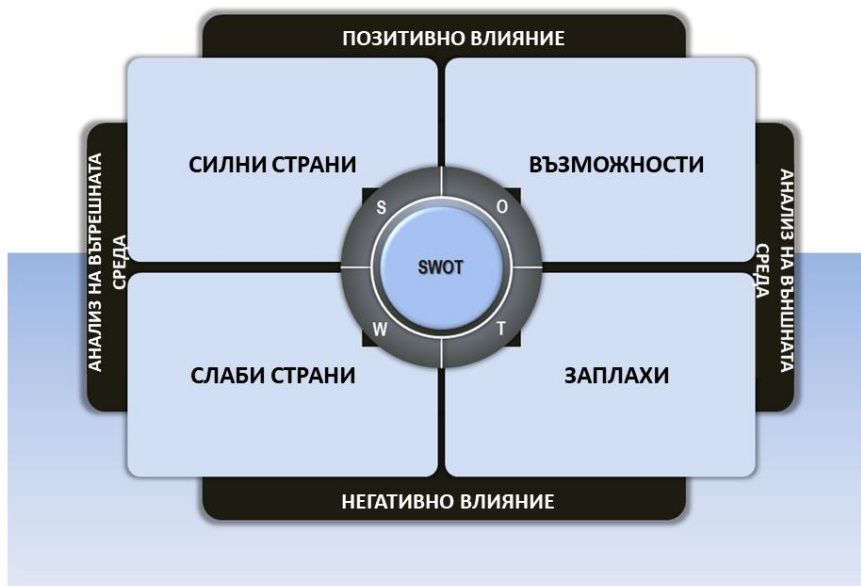 ПОЗИТИВНО ВЛИЯНИЕ
АНАЛИЗ НА ВЪТРЕШНАТА
СРЕДА
СИЛНИ СТРАНИ
ВЪЗМОЖНОСТИ
S
O
SWOT
W
T
СЛАБИ СТРАНИ
ЗАПЛАХИ
АНАЛИЗ НА ВЪНШНАТА
СРЕДА
НЕГАТИВНО ВЛИЯНИЕ